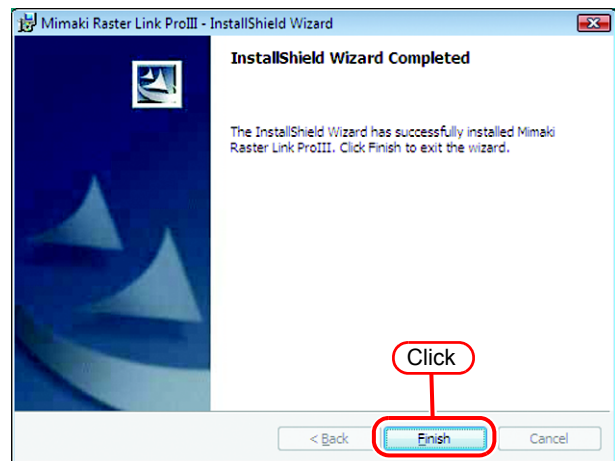 Mimaki Raster Link ProIII - InstallShield Wizard
InstallShield Wizard Completed
The InstallShield Wizard has successfully installed Mimaki
Raster Link ProIII. Click Finish to exit the wizard.
Click
< Back
Finish
Cancel